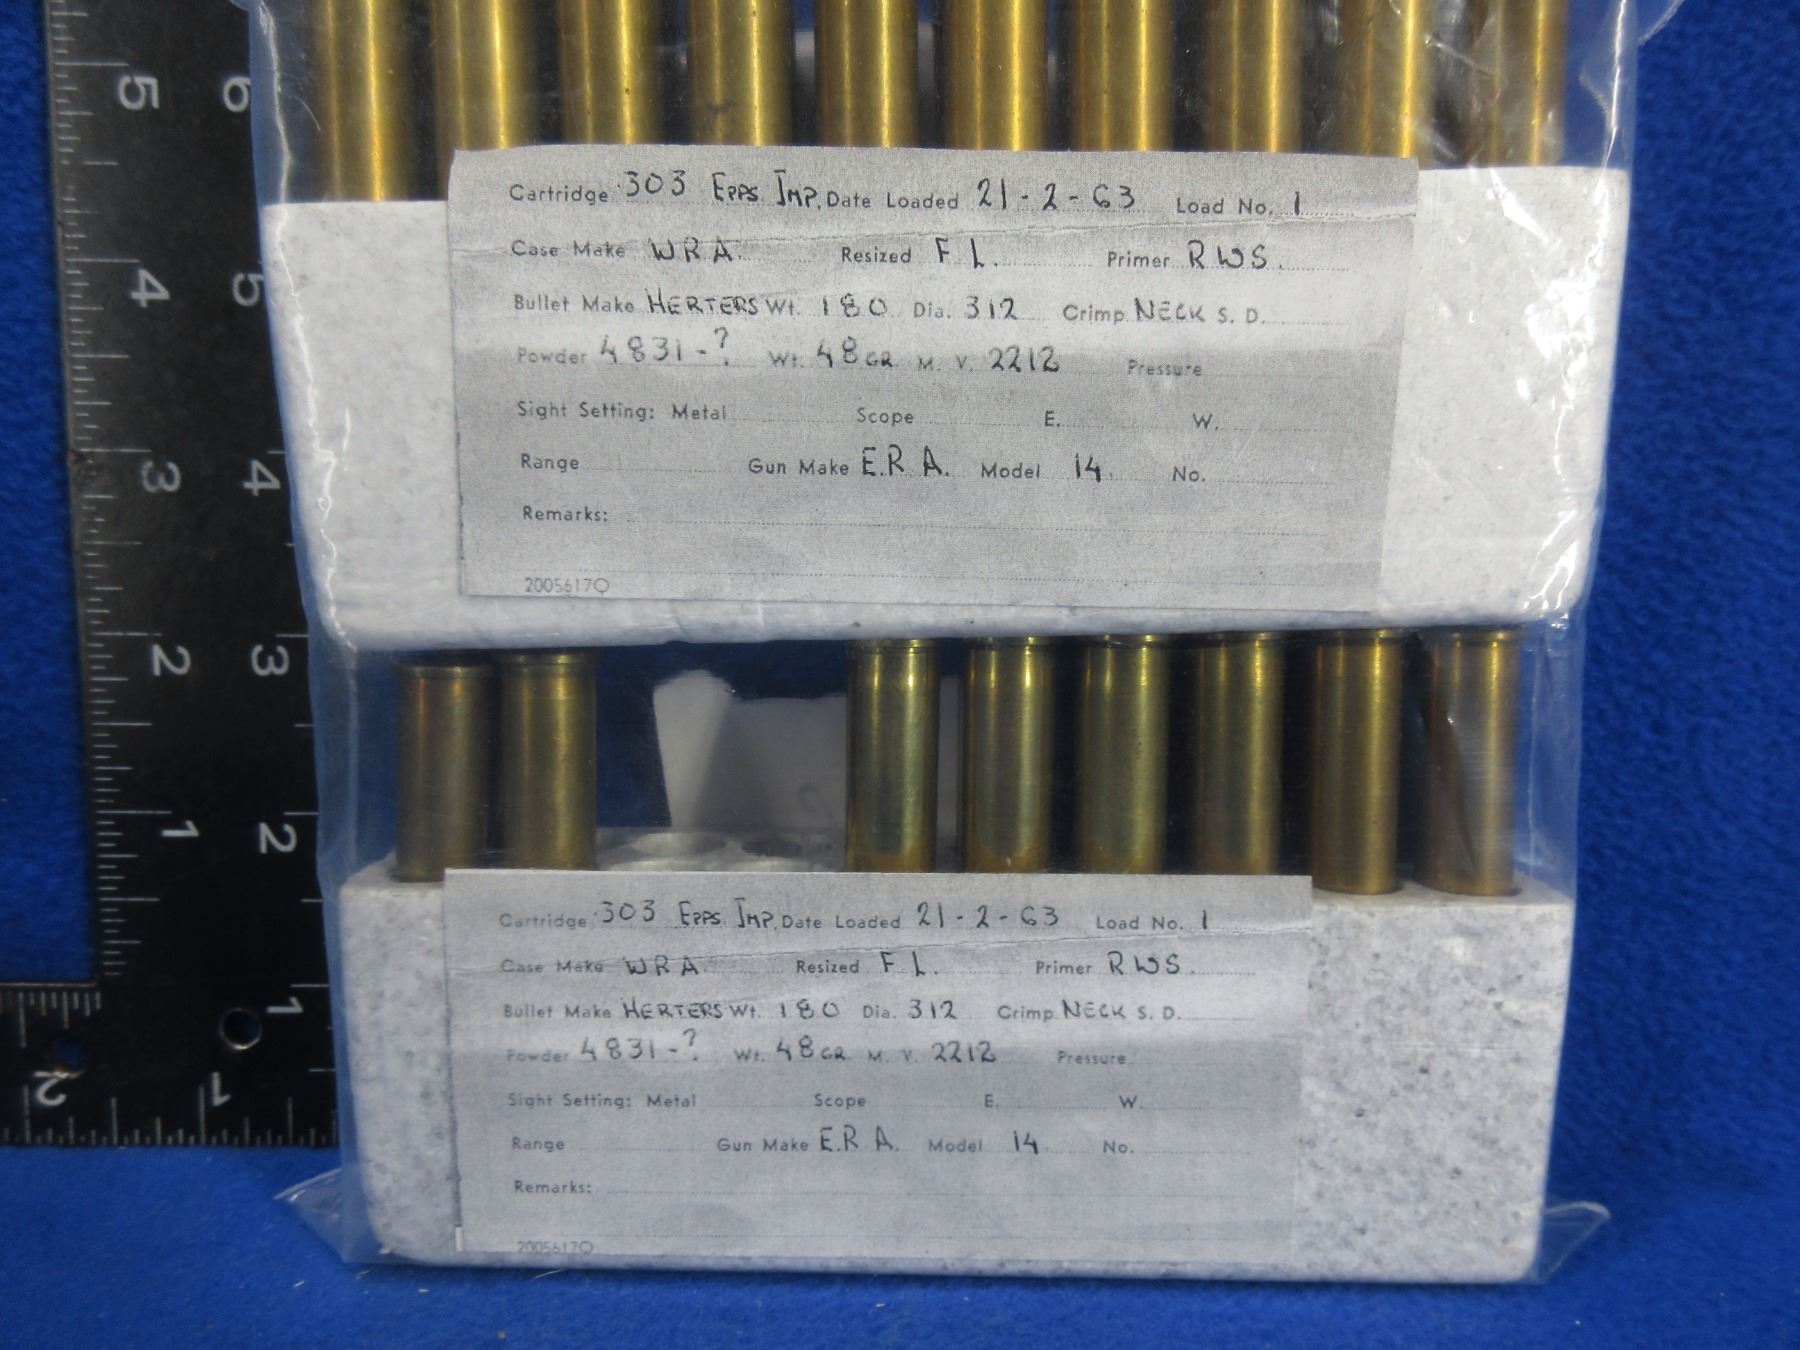 5 6
Cartridge .303 EPPS IMP. Date Loaded 21-2-63 Load No. 1
Case Make WRA. Resized F L. Primer RWS.
Bullet Make HERTERS Wt. 180 Dia. 312 Crimp NECK S. D.
Powder 4831-? Wt. 48 GR. M. V. 2212 Pressure
Sight Setting: Metal Scope E. W.
Range Gun Make E.R.A. Model 14. No.
Remarks:
2005617Q
4 5
3 4
2 3
1 2
1
2 1
Cartridge .303 EPPS IMP. Date Loaded 21-2-63 Load No. 1
Case Make WRA. Resized F L. Primer RWS.
Bullet Make HERTERS Wt. 180 Dia. 312 Crimp NECK S. D.
Powder 4831-? Wt. 48 GR. M. V. 2212 Pressure
Sight Setting: Metal Scope E. W.
Range Gun Make E.R.A. Model 14. No.
Remarks:
2005617Q